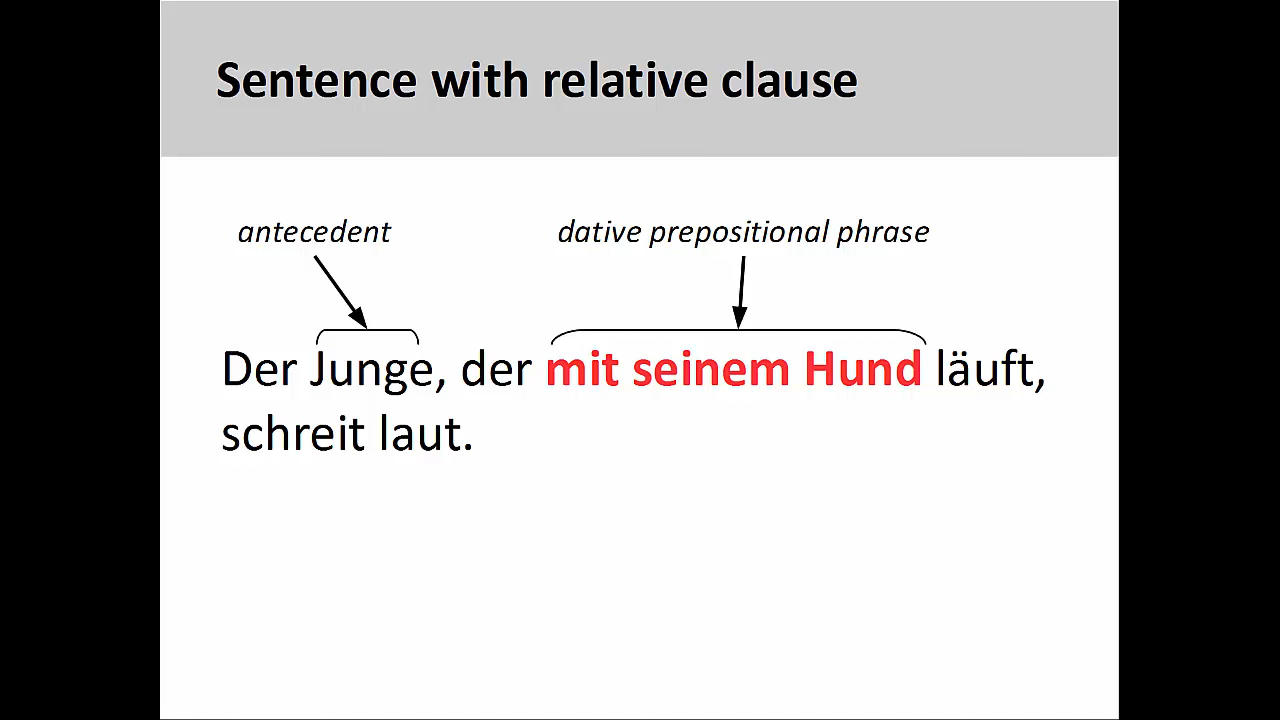 Sentence with relative clause
antecedent
dative prepositional phrase
Der Junge, der mit seinem Hund läuft,
schreit laut.